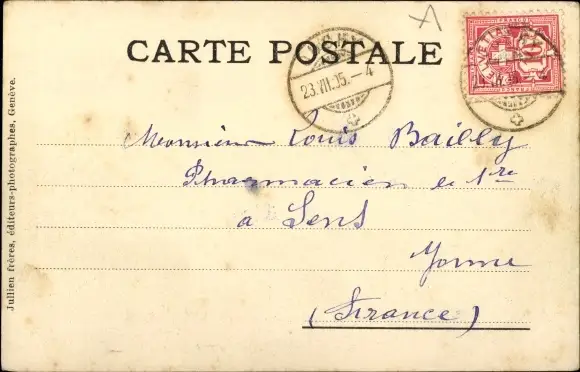 CARTE POSTALE
FRANCO
HELVETIA
10
23.VII.05.-4
Monsieur Louis Bailly
Pharmacien de 1re
à Sens
Yonne
(France)
Jullien frères, éditeurs-photographes, Genève.